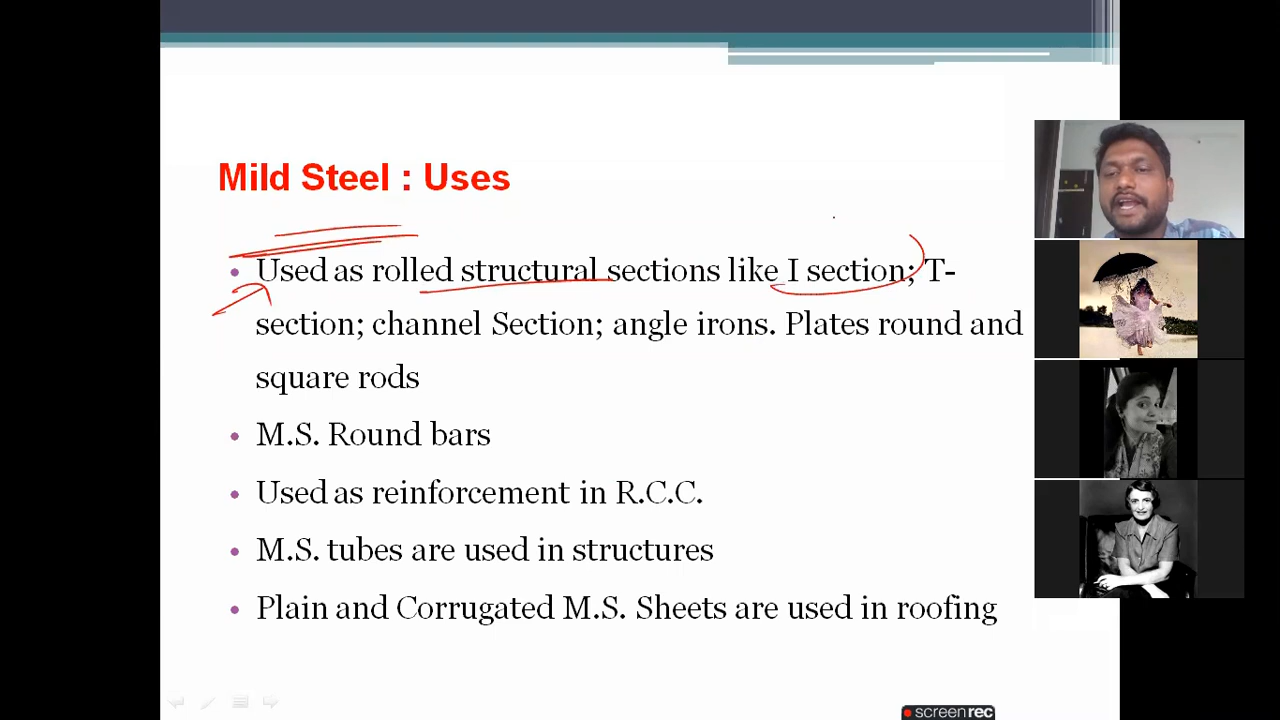 Mild Steel : Uses
• Used as rolled structural sections like I section; T-
section; channel Section; angle irons. Plates round and
square rods
• M.S. Round bars
• Used as reinforcement in R.C.C.
• M.S. tubes are used in structures
• Plain and Corrugated M.S. Sheets are used in roofing
screenrec